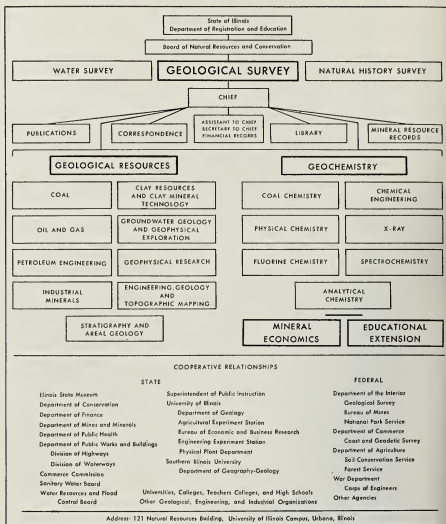 State of Illinois
Department of Registration and Education
Board of Natural Resources and Conservation
WATER SURVEY
GEOLOGICAL SURVEY
NATURAL HISTORY SURVEY
CHIEF
PUBLICATIONS
CORRESPONDENCE
ASSISTANT TO CHIEF
SECRETARY TO CHIEF
FINANCIAL RECORDS
LIBRARY
MINERAL RESOURCE
RECORDS
GEOLOGICAL RESOURCES
GEOCHEMISTRY
COAL
CLAY RESOURCES
AND CLAY MINERAL
TECHNOLOGY
COAL CHEMISTRY
CHEMICAL
ENGINEERING
OIL AND GAS
GROUNDWATER GEOLOGY
AND GEOPHYSICAL
EXPLORATION
PHYSICAL CHEMISTRY
X-RAY
PETROLEUM ENGINEERING
GEOPHYSICAL RESEARCH
FLUORINE CHEMISTRY
SPECTROCHEMISTRY
INDUSTRIAL
MINERALS
ENGINEERING GEOLOGY
AND
TOPOGRAPHIC MAPPING
ANALYTICAL
CHEMISTRY
STRATIGRAPHY AND
AREAL GEOLOGY
MINERAL
ECONOMICS
EDUCATIONAL
EXTENSION
COOPERATIVE RELATIONSHIPS
STATE
FEDERAL
Illinois State Museum
Department of Conservation
Department of Finance
Department of Mines and Minerals
Department of Public Health
Department of Public Works and Buildings
Division of Highways
Division of Waterways
Commerce Commission
Sanitary Water Board
Water Resources and Flood
Control Board
Superintendent of Public Instruction
University of Illinois
Department of Geology
Agricultural Experiment Station
Bureau of Economic and Business Research
Engineering Experiment Station
Physical Plant Department
Southern Illinois University
Department of Geography-Geology
Universities, Colleges, Teachers Colleges, and High Schools
Other Geological, Engineering, and Industrial Organizations
Department of the Interior
Geological Survey
Bureau of Mines
National Park Service
Department of Commerce
Coast and Geodetic Survey
Department of Agriculture
Soil Conservation Service
Forest Service
War Department
Corps of Engineers
Other Agencies
Address- 121 Natural Resources Building, University of Illinois Campus, Urbana, Illinois